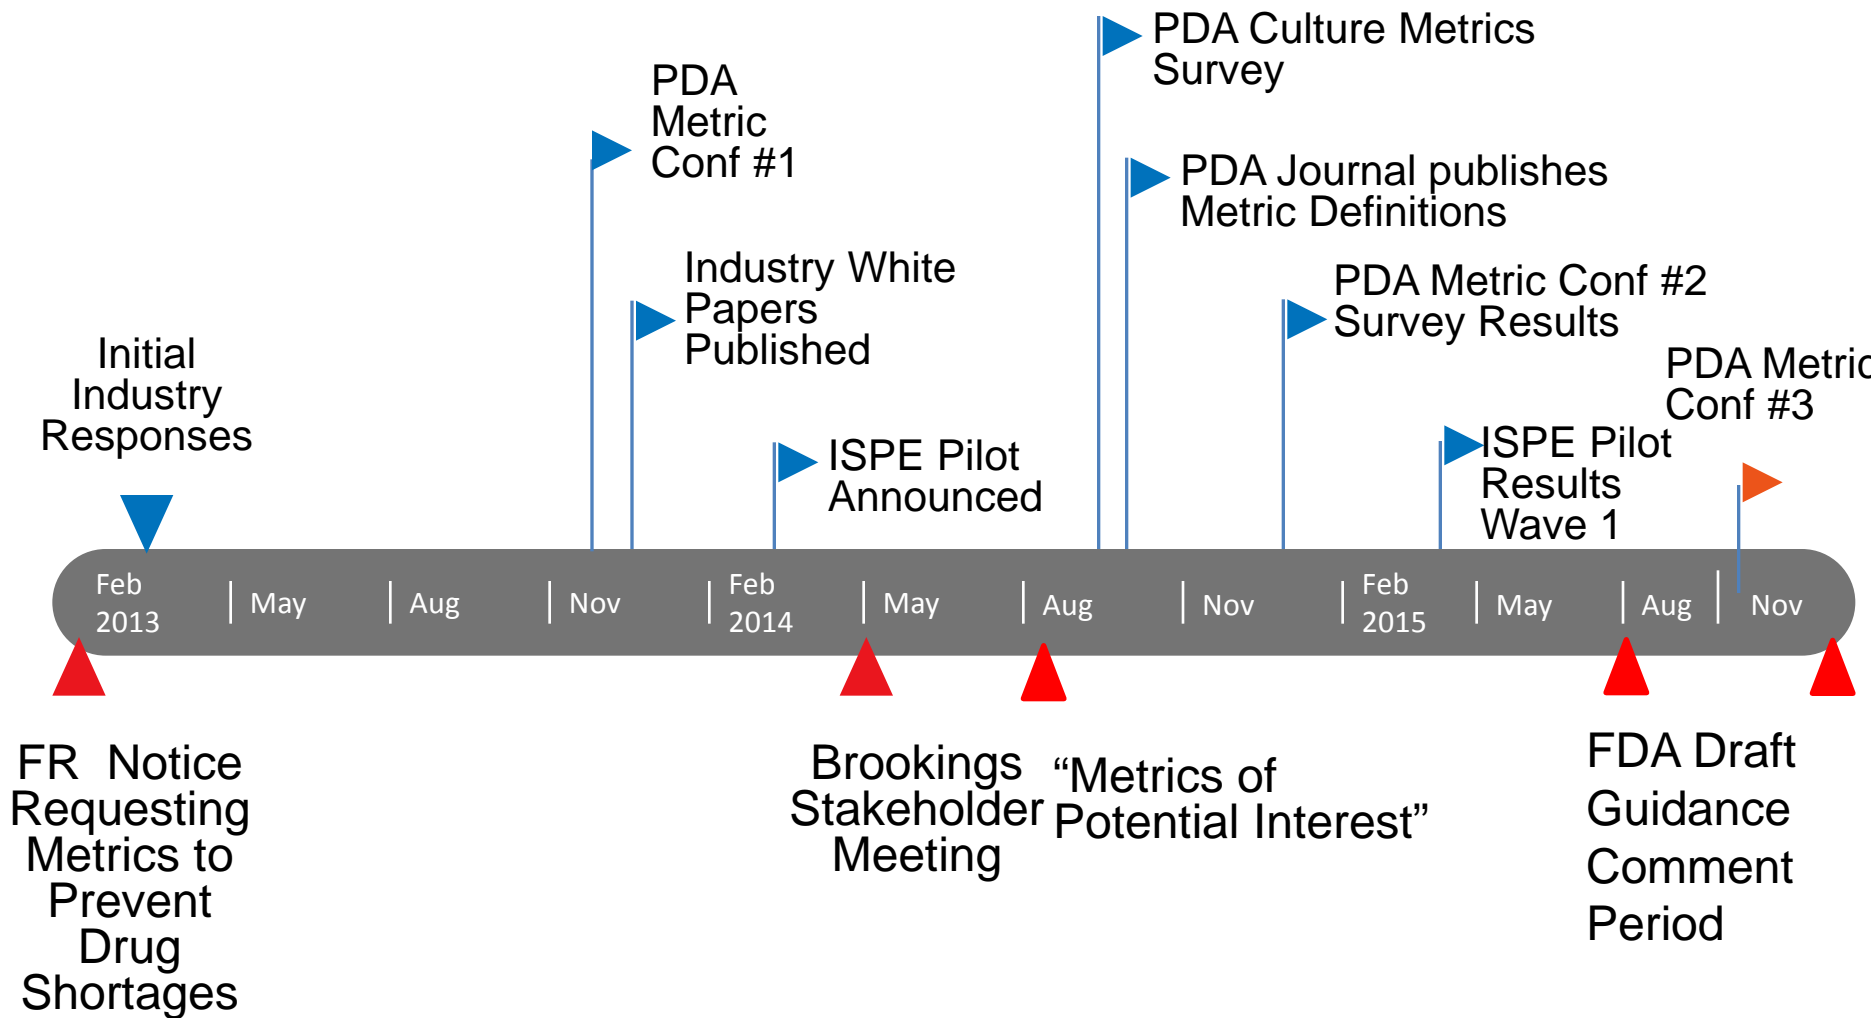 PDA Culture Metrics
Survey
PDA
Metric
Conf #1
PDA Journal publishes
Metric Definitions
Industry White
Papers
Published
PDA Metric Conf #2
Survey Results
Initial
Industry
Responses
PDA Metric
Conf #3
ISPE Pilot
Announced
ISPE Pilot
Results
Wave 1
Feb
2013
May
Aug
Nov
Feb
2014
May
Aug
Nov
Feb
2015
May
Aug
Nov
FR Notice
Requesting
Metrics to
Prevent
Drug
Shortages
Brookings
Stakeholder
Meeting
“Metrics of
Potential Interest”
FDA Draft
Guidance
Comment
Period